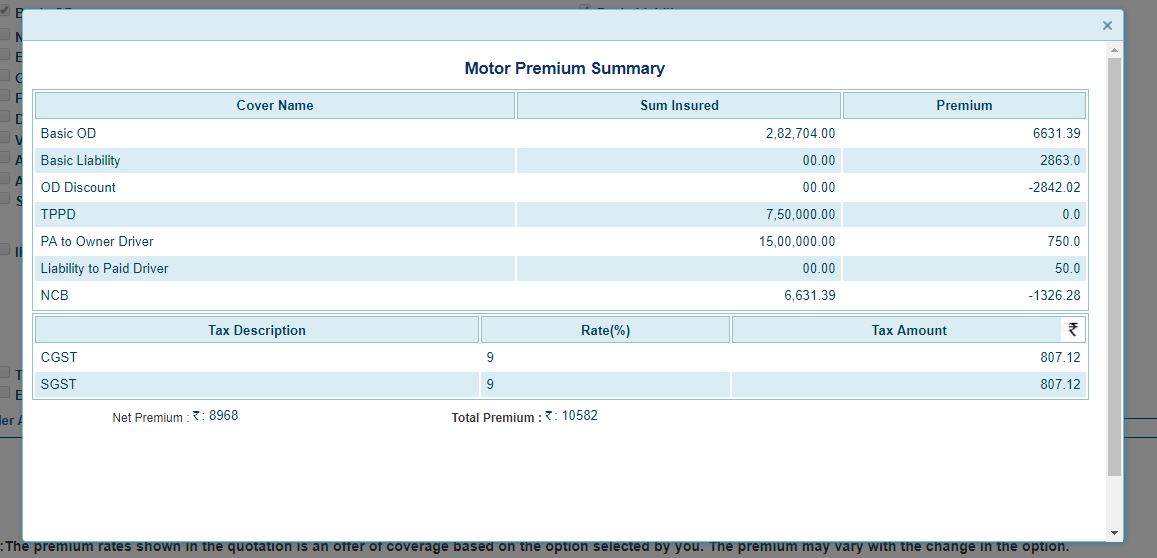 Motor Premium Summary
Cover Name Sum Insured Premium
Basic OD 2,82,704.00 6631.39
Basic Liability 00.00 2863.0
OD Discount 00.00 -2842.02
TPPD 7,50,000.00 0.0
PA to Owner Driver 15,00,000.00 750.0
Liability to Paid Driver 00.00 50.0
NCB 6,631.39 -1326.28
Tax Description Rate(%) Tax Amount ₹
CGST 9 807.12
SGST 9 807.12
Net Premium : ₹ : 8968 Total Premium : ₹ : 10582
:The premium rates shown in the quotation is an offer of coverage based on the option selected by you. The premium may vary with the change in the option.